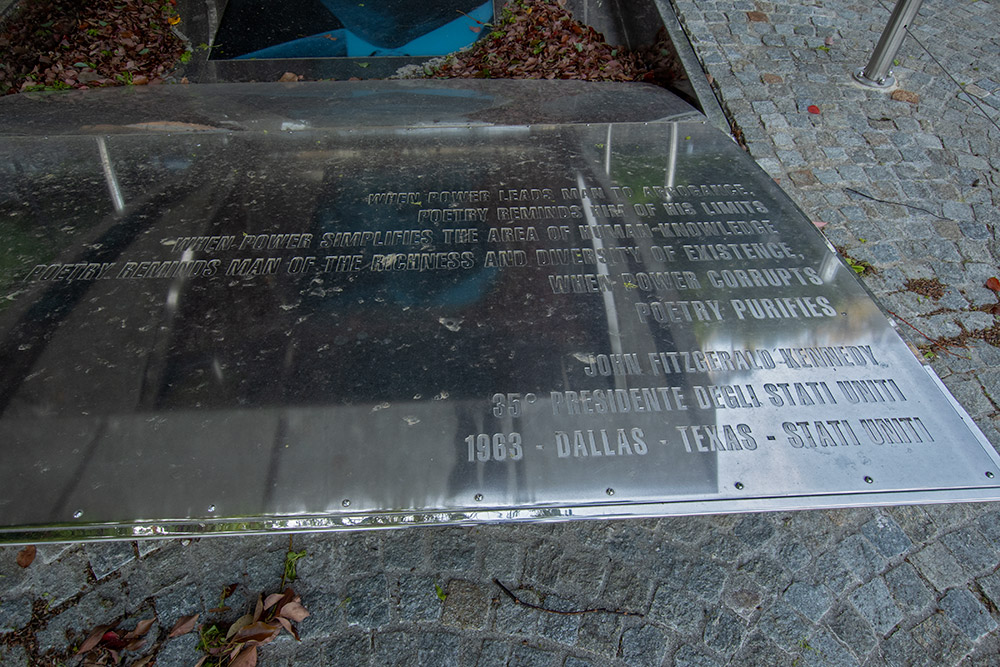 WHEN POWER LEADS MAN TO ARROGANCE,
POETRY REMINDS HIM OF HIS LIMITS
WHEN POWER SIMPLIFIES THE AREA OF HUMAN KNOWLEDGE
POETRY REMINDS MAN OF THE RICHNESS AND DIVERSITY OF EXISTENCE.
WHEN POWER CORRUPTS
POETRY PURIFIES.
JOHN FITZGERALD KENNEDY
35° PRESIDENTE DEGLI STATI UNITI
1963 - DALLAS - TEXAS - STATI UNITI